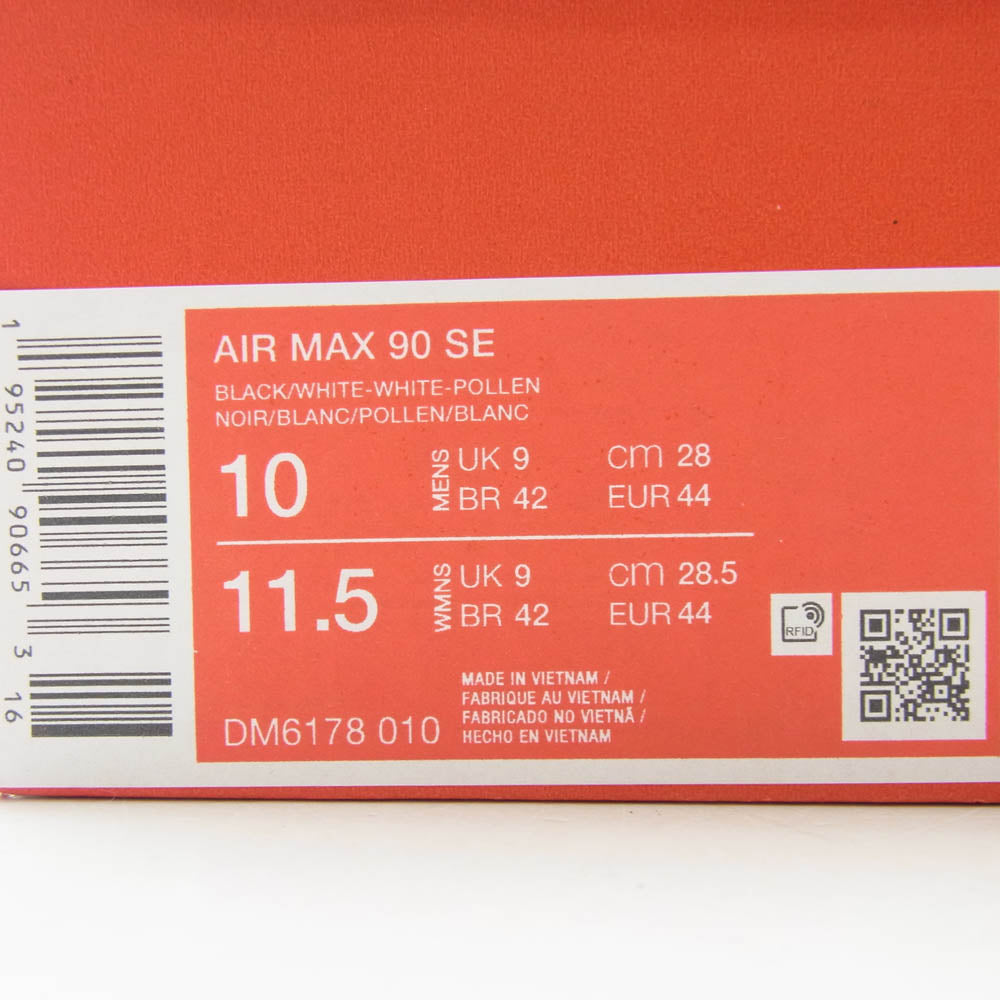 AIR MAX 90 SE
BLACK/WHITE-WHITE-POLLEN
NOIR/BLANC/POLLEN/BLANC
10 MENS UK 9 cm 28
BR 42 EUR 44
11.5 WMNS UK 9 cm 28.5
BR 42 EUR 44
RFID
MADE IN VIETNAM /
FABRIQUE AU VIETNAM /
FABRICADO NO VIETNÃ /
HECHO EN VIETNAM
DM6178 010
1 95240 90665 3 16